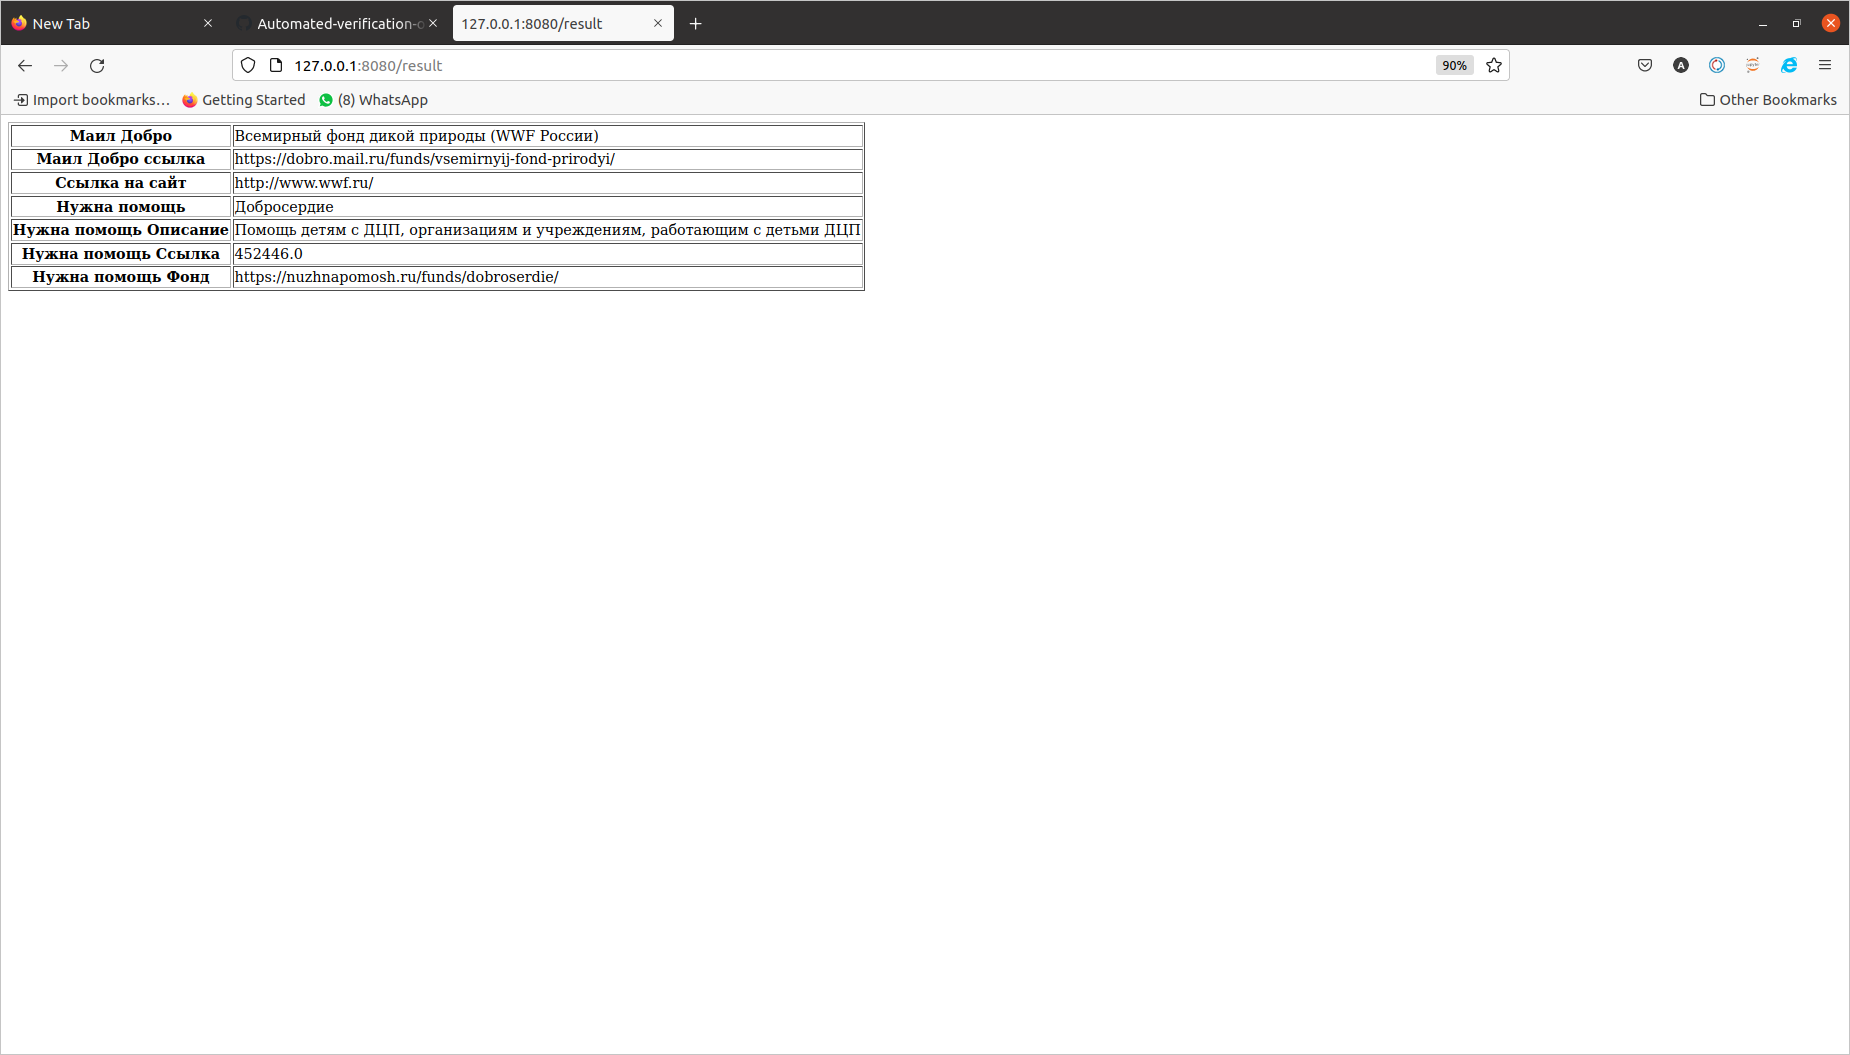 New Tab
Automated-verification-o
127.0.0.1:8080/result
127.0.0.1:8080/result
90%
Import bookmarks…
Getting Started
(8) WhatsApp
Other Bookmarks
Маил Добро Всемирный фонд дикой природы (WWF России)
Маил Добро ссылка https://dobro.mail.ru/funds/vsemirnyij-fond-prirodyi/
Ссылка на сайт http://www.wwf.ru/
Нужна помощь Добросердие
Нужна помощь Описание Помощь детям с ДЦП, организациям и учреждениям, работающим с детьми ДЦП
Нужна помощь Ссылка 452446.0
Нужна помощь Фонд https://nuzhnapomosh.ru/funds/dobroserdie/